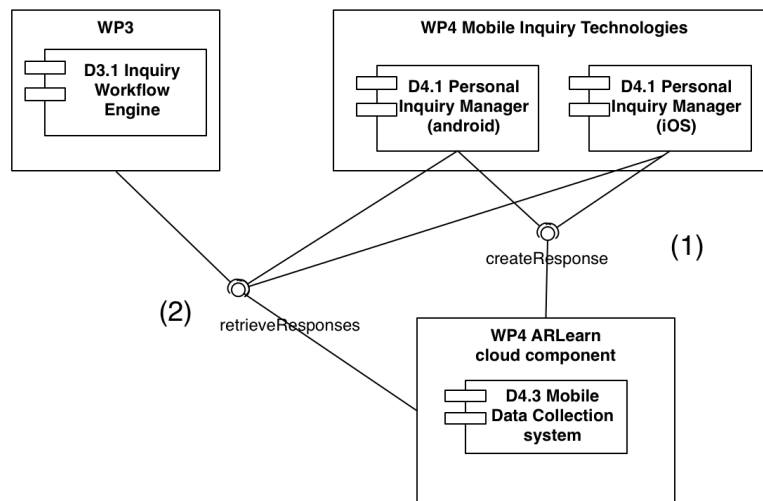 WP3
D3.1 Inquiry
Workflow
Engine
WP4 Mobile Inquiry Technologies
D4.1 Personal
Inquiry Manager
(android)
D4.1 Personal
Inquiry Manager
(iOS)
(1)
createResponse
(2)
retrieveResponses
WP4 ARLearn
cloud component
D4.3 Mobile
Data Collection
system